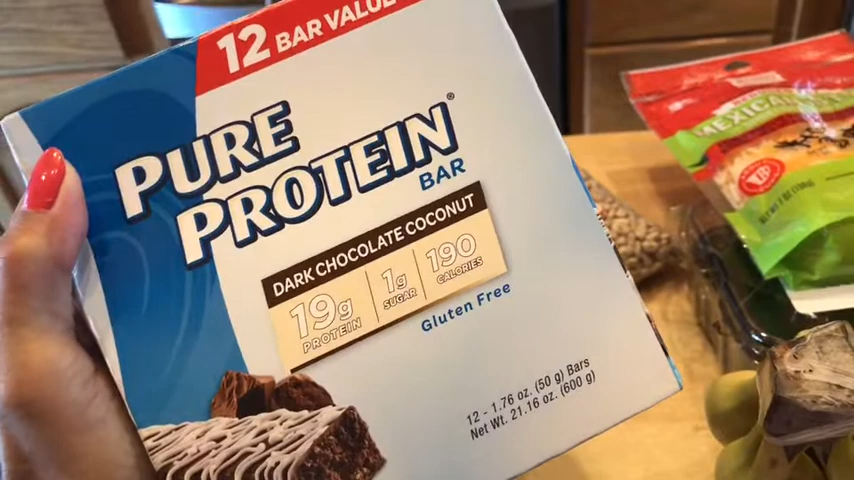 12 BAR VALUE
PURE
PROTEIN®
BAR
DARK CHOCOLATE COCONUT
19g PROTEIN
1g SUGAR
190 CALORIES
Gluten Free
12 - 1.76 oz. (50 g) Bars
Net Wt. 21.16 oz. (600 g)
MEXICAN